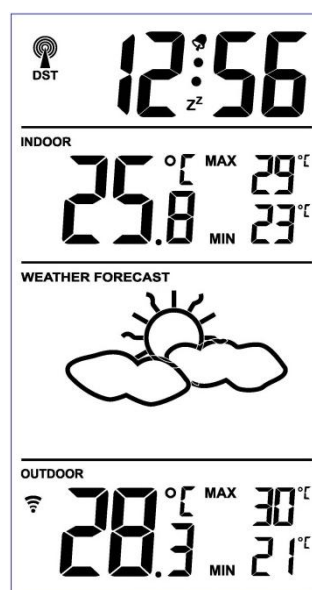 DST
12:56
Zz
INDOOR
25.8 °C MAX 29 °C
MIN 23 °C
WEATHER FORECAST
OUTDOOR
28.3 °C MAX 30 °C
MIN 21 °C